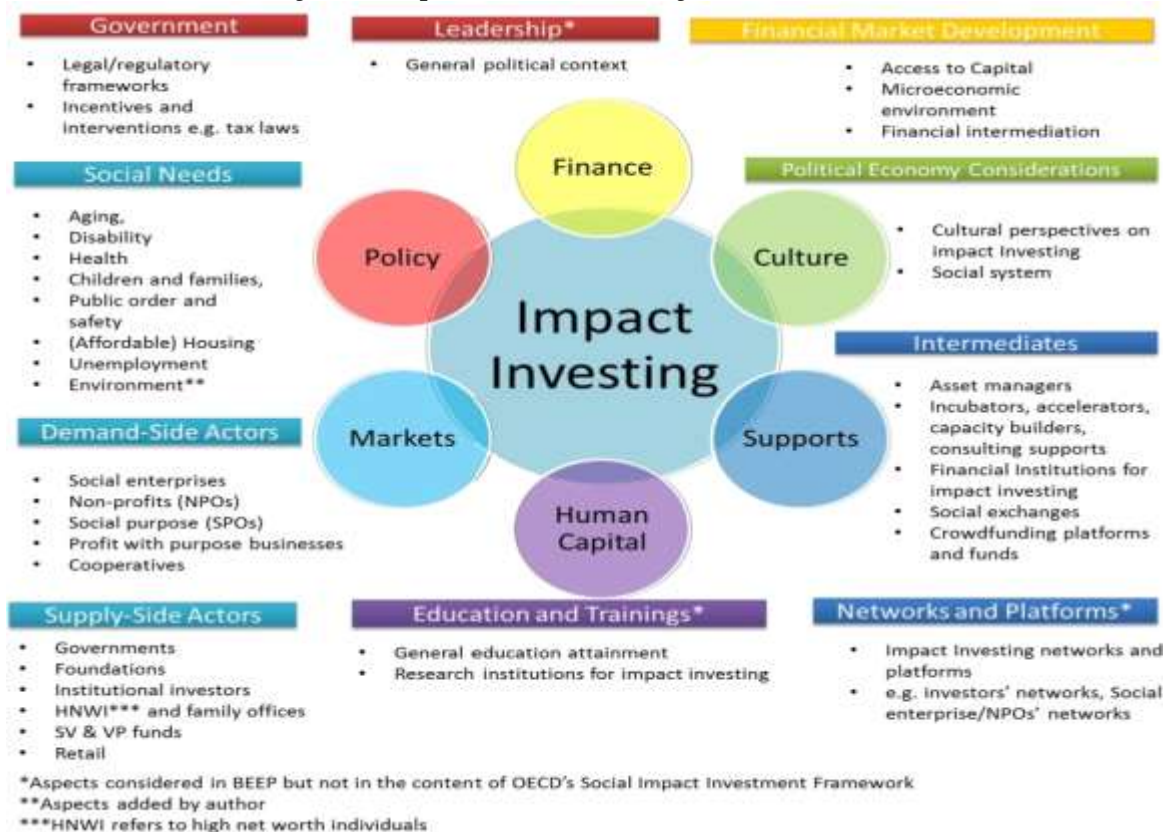 Government
• Legal/regulatory
frameworks
• Incentives and
Interventions e.g. tax laws
Leadership*
• General political context
Financial Market Development
• Access to Capital
• Microeconomic
environment
• Financial intermediation
Social Needs
• Aging,
• Disability
• Health
• Children and families,
• Public order and
safety
• (Affordable) Housing
• Unemployment
• Environment**
Political Economy Considerations
• Cultural perspectives on
Impact Investing
• Social system
Finance
Policy
Culture
Impact
Investing
Markets
Supports
Human
Capital
Demand-Side Actors
• Social enterprises
• Non-profits (NPOs)
• Social purpose (SPOs)
• Profit with purpose businesses
• Cooperatives
Intermediates
• Asset managers
• Incubators, accelerators,
capacity builders,
consulting supports
• Financial Institutions for
impact investing
• Social exchanges
• Crowdfunding platforms
and funds
Supply-Side Actors
• Governments
• Foundations
• Institutional investors
• HNWI*** and family offices
• SV & VP funds
• Retail
Education and Trainings*
• General education attainment
• Research institutions for impact investing
Networks and Platforms*
• Impact Investing networks and
platforms
• e.g. Investors' networks, Social
enterprise/NPOs' networks
*Aspects considered in BEEP but not in the content of OECD's Social Impact Investment Framework
**Aspects added by author
***HNWI refers to high net worth individuals